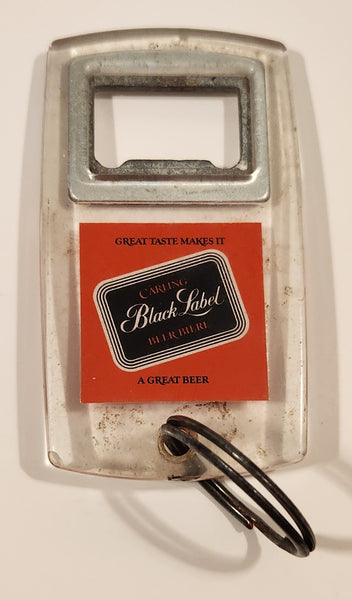 GREAT TASTE MAKES IT
CARLING
Black Label
BEER BIÈRE
A GREAT BEER